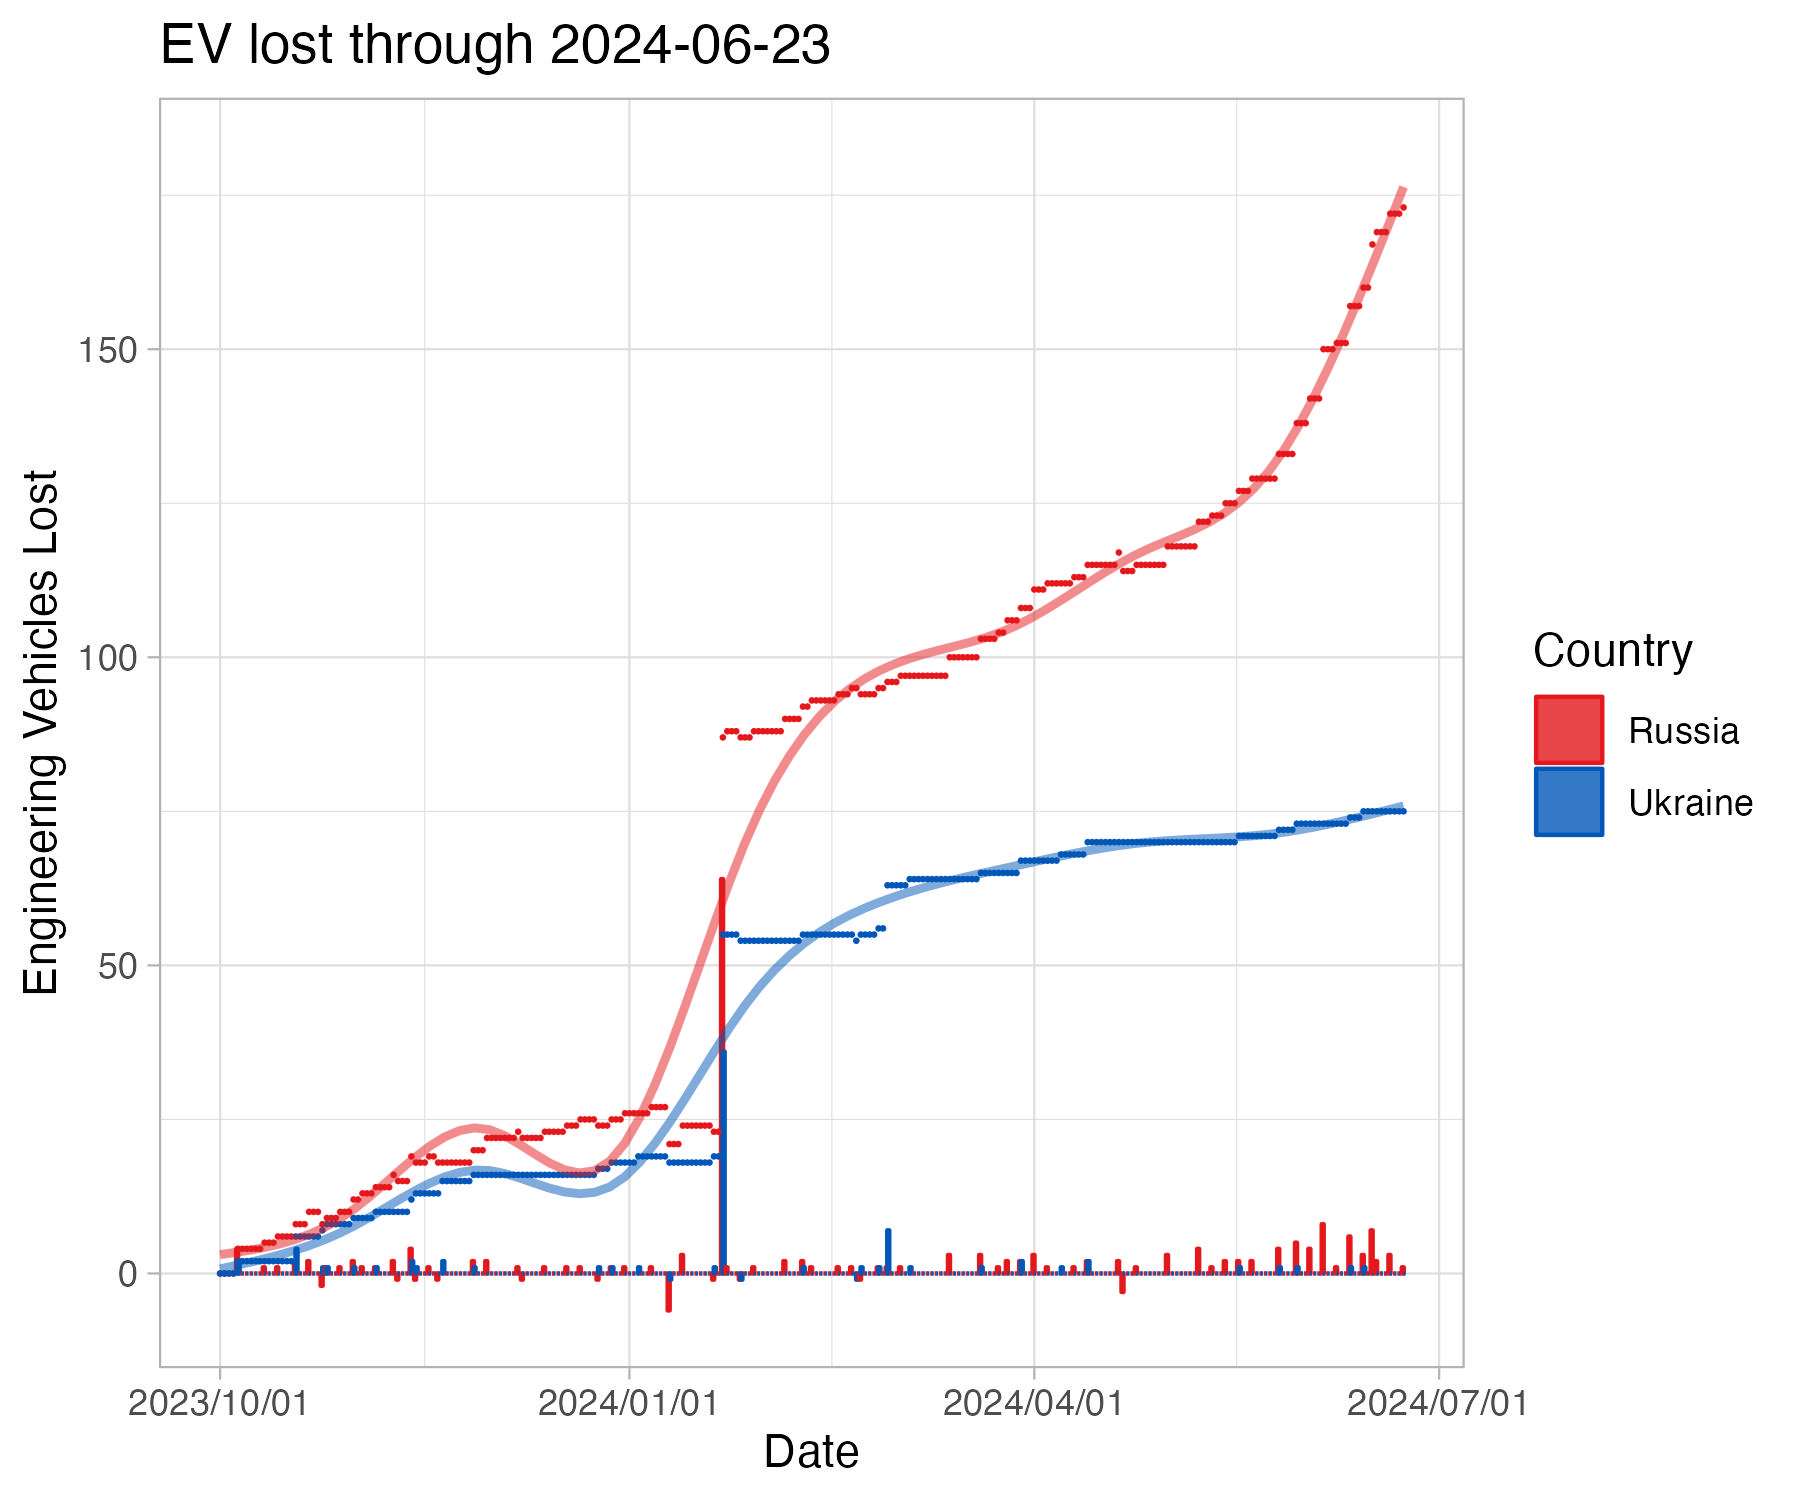 EV lost through 2024-06-23
Engineering Vehicles Lost
150
100
50
0
2023/10/01
2024/01/01
2024/04/01
2024/07/01
Date
Country
Russia
Ukraine